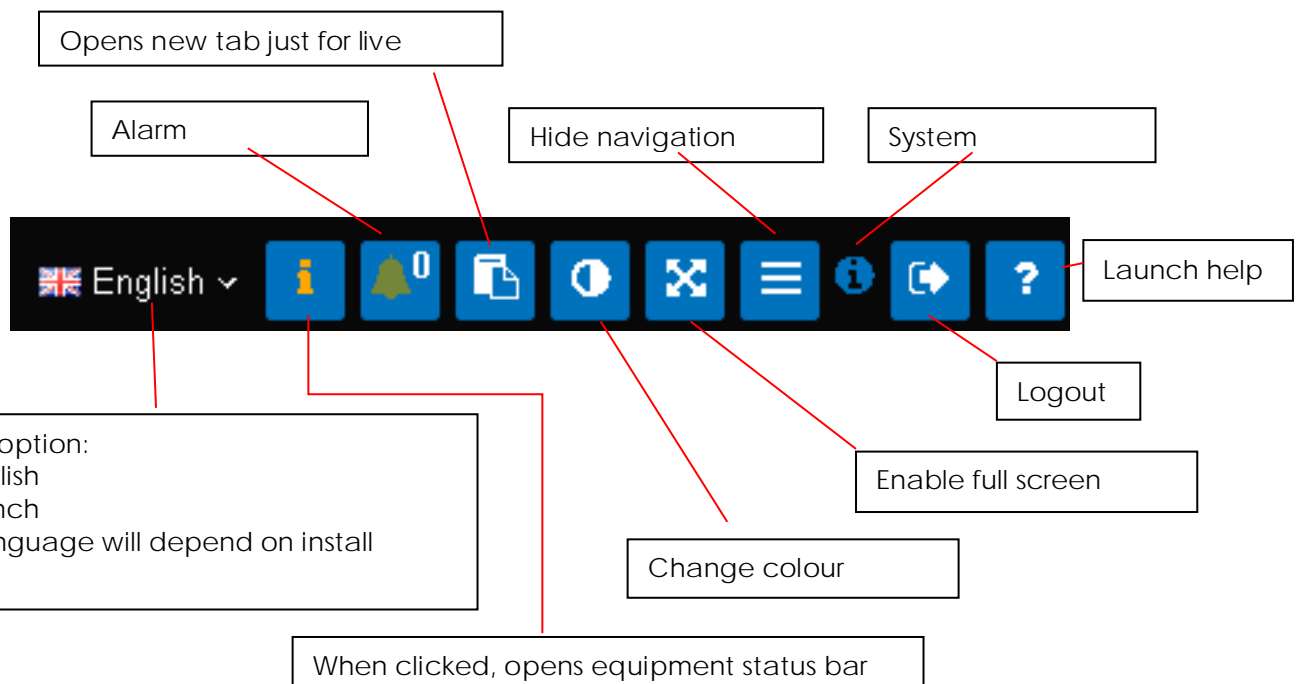 Opens new tab just for live
Alarm
Hide navigation
System
English
0
?
Launch help
Logout
option:
lish
nch
nguage will depend on install
Enable full screen
Change colour
When clicked, opens equipment status bar